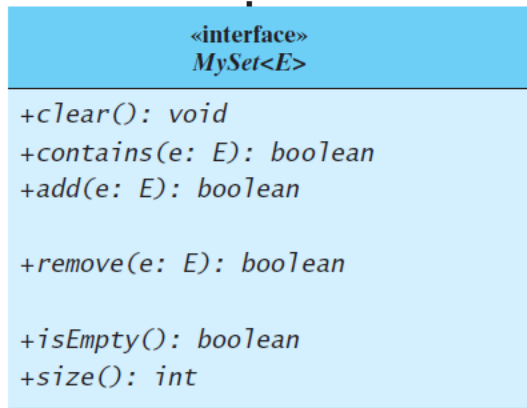 «interface»
MySet<E>
+clear(): void
+contains(e: E): boolean
+add(e: E): boolean
+remove(e: E): boolean
+isEmpty(): boolean
+size(): int